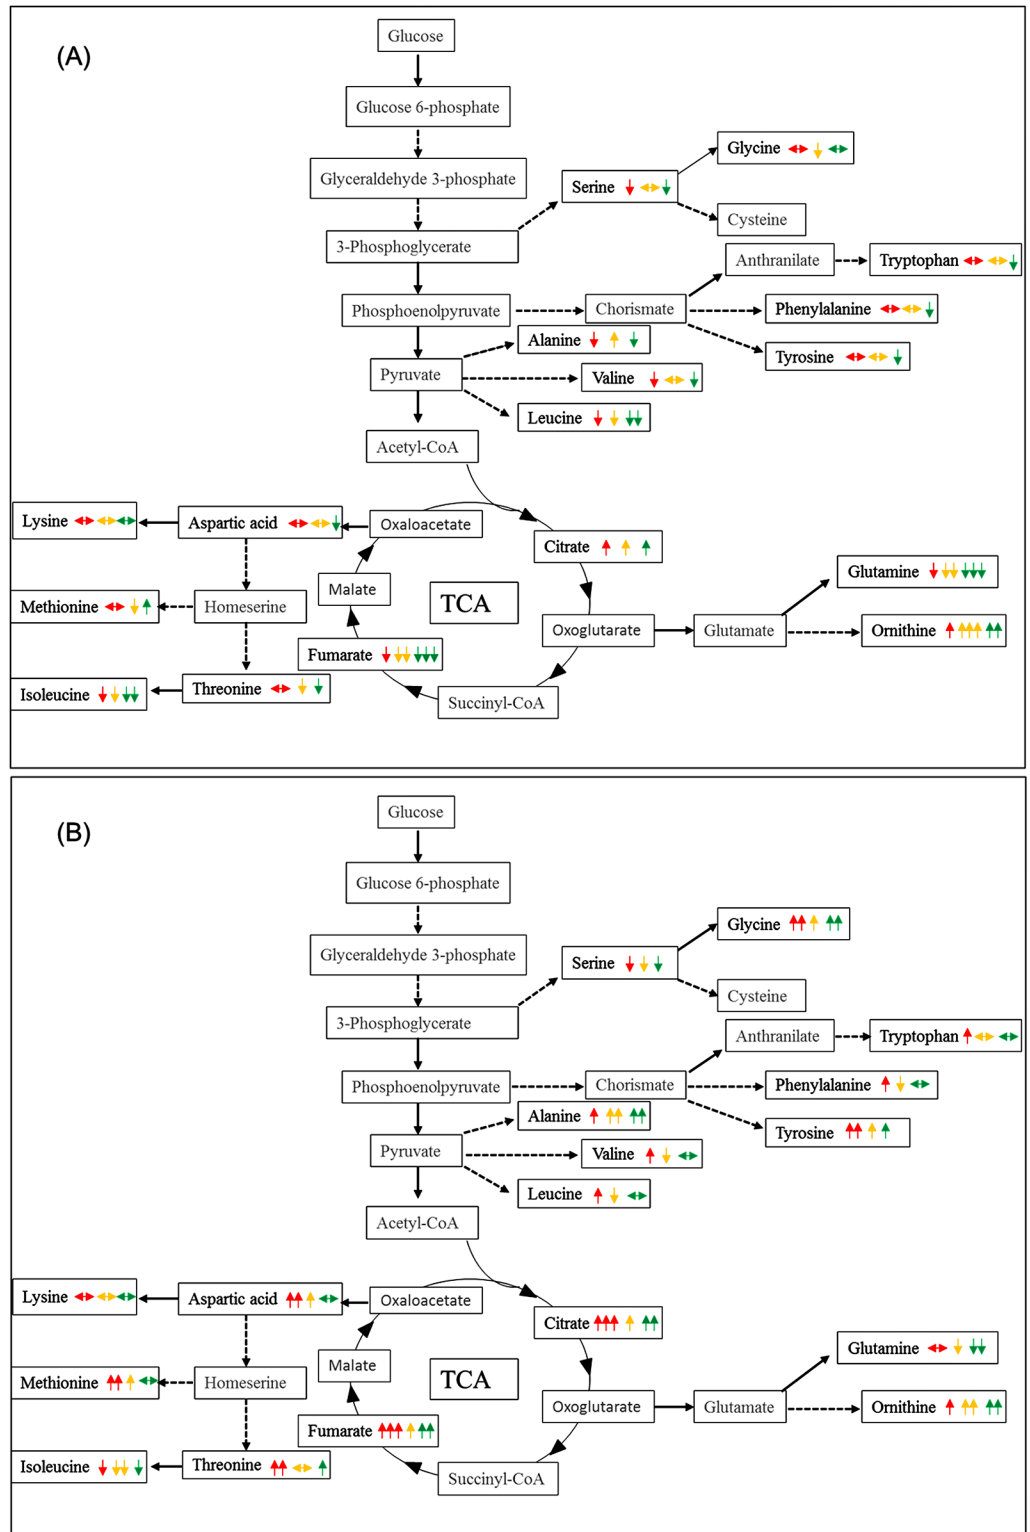 (A)
Glucose
Glucose 6-phosphate
Glycine
Glyceraldehyde 3-phosphate
Serine
Cysteine
3-Phosphoglycerate
Anthranilate
Tryptophan
Phosphoenolpyruvate
Chorismate
Phenylalanine
Alanine
Tyrosine
Pyruvate
Valine
Leucine
Acetyl-CoA
Lysine
Aspartic acid
Oxaloacetate
Citrate
Glutamine
Malate
TCA
Methionine
Homeserine
Oxoglutarate
Glutamate
Ornithine
Fumarate
Isoleucine
Threonine
Succinyl-CoA
(B)
Glucose
Glucose 6-phosphate
Glycine
Glyceraldehyde 3-phosphate
Serine
Cysteine
3-Phosphoglycerate
Anthranilate
Tryptophan
Phosphoenolpyruvate
Chorismate
Phenylalanine
Alanine
Tyrosine
Pyruvate
Valine
Leucine
Acetyl-CoA
Lysine
Aspartic acid
Oxaloacetate
Citrate
Glutamine
Malate
TCA
Methionine
Homeserine
Oxoglutarate
Glutamate
Ornithine
Fumarate
Isoleucine
Threonine
Succinyl-CoA